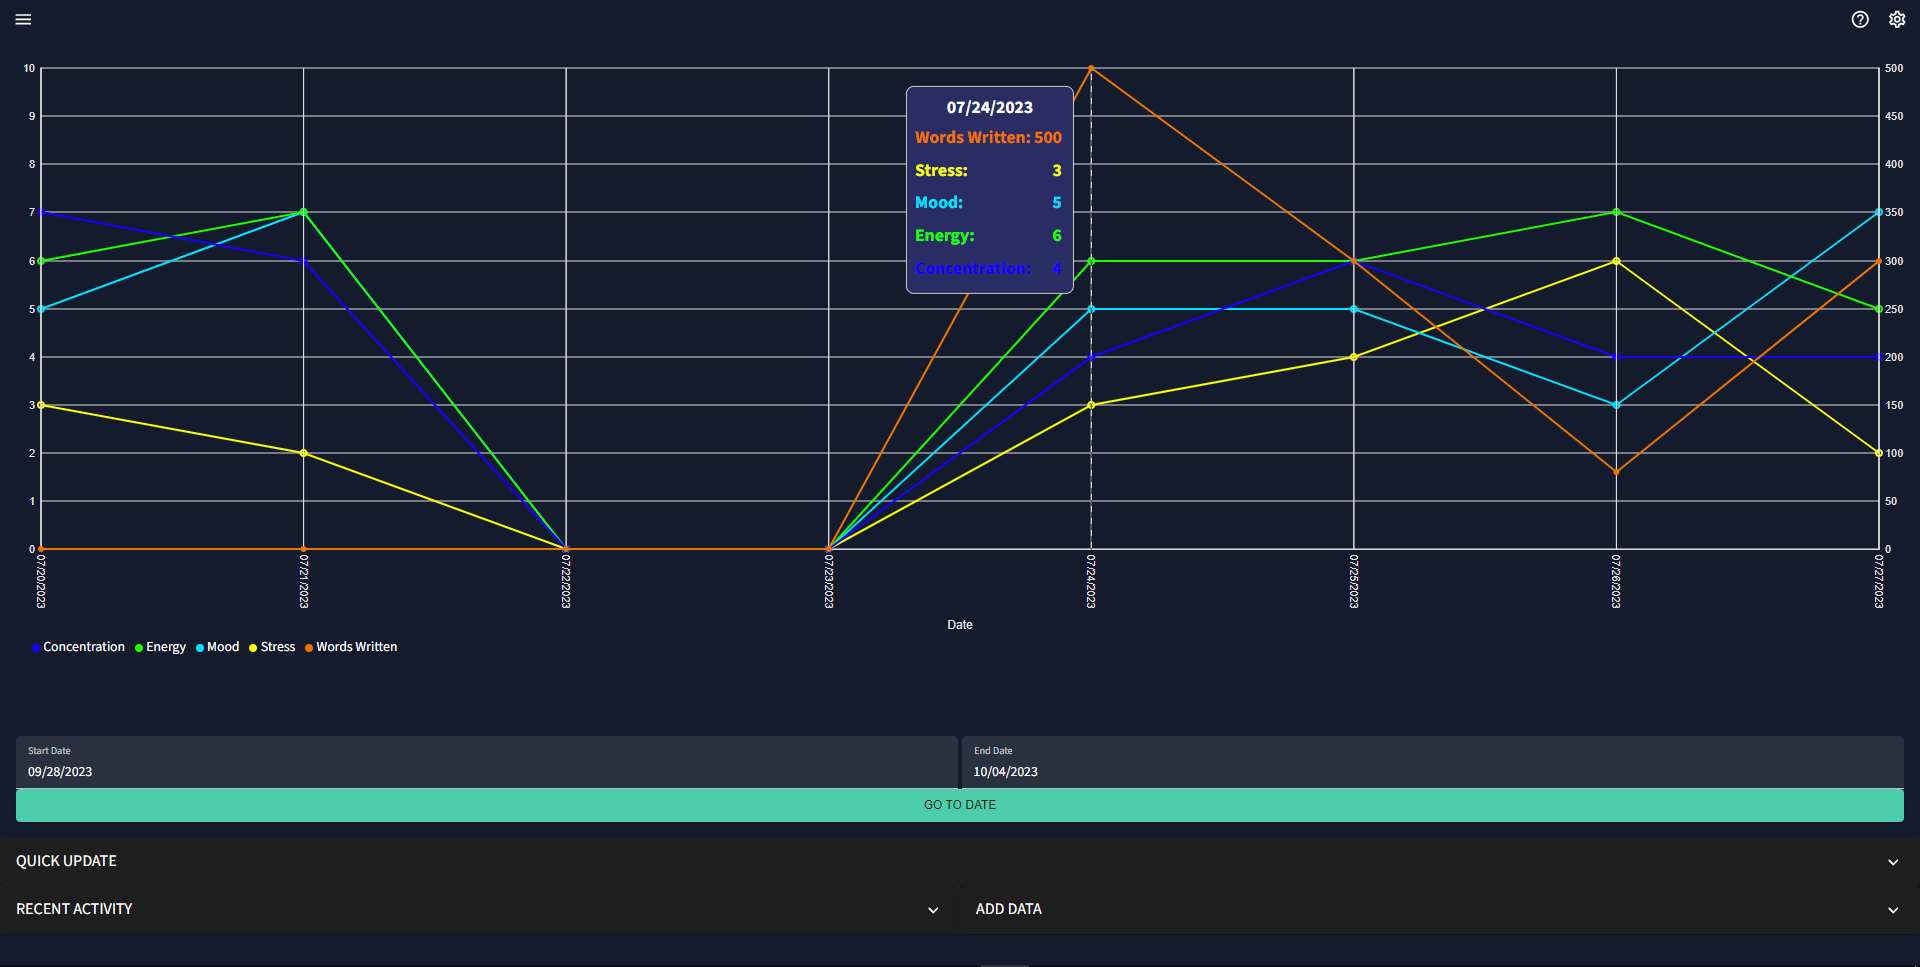 10
500
9
450
8
400
7
350
6
300
5
250
4
200
3
150
2
100
1
50
0
0
07/24/2023
Words Written: 500
Stress: 3
Mood: 5
Energy: 6
Concentration: 4
07/20/2023
07/21/2023
07/22/2023
07/23/2023
07/24/2023
07/25/2023
07/26/2023
07/27/2023
Date
Concentration Energy Mood Stress Words Written
Start Date
09/28/2023
End Date
10/04/2023
GO TO DATE
QUICK UPDATE
RECENT ACTIVITY
ADD DATA